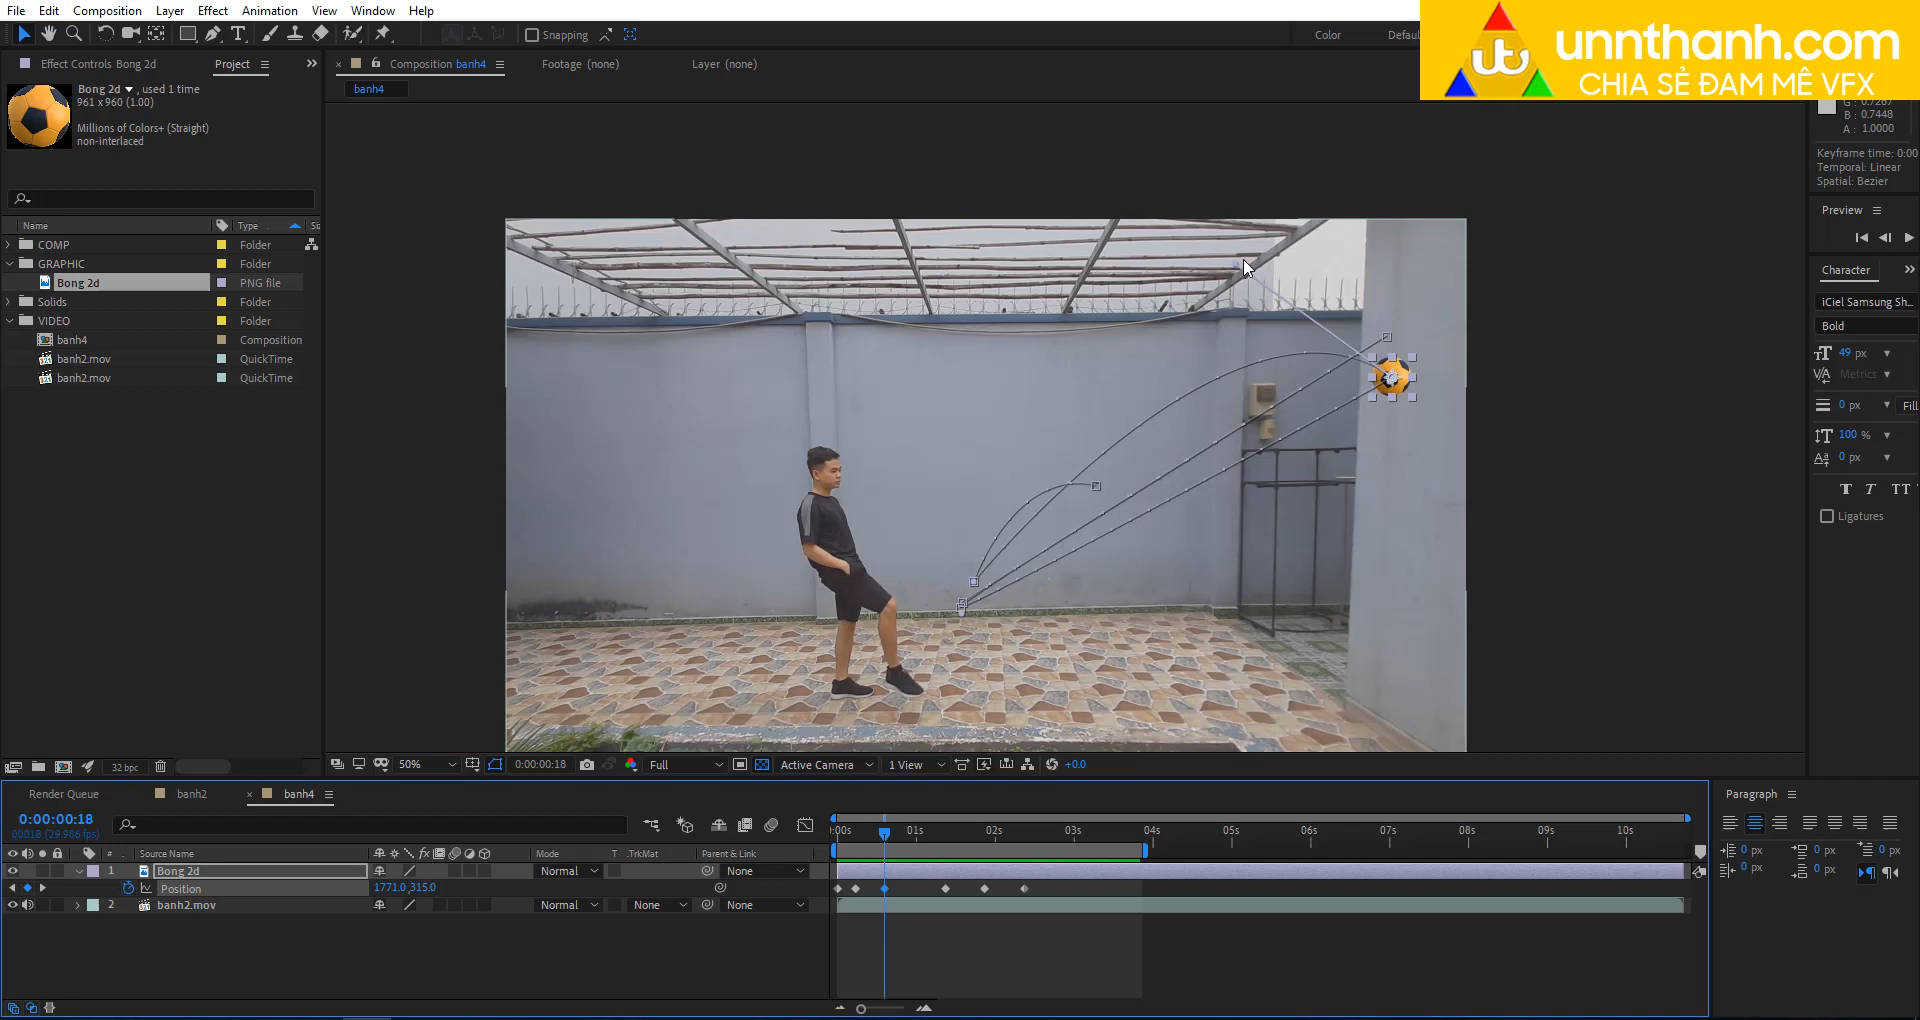 File Edit Composition Layer Effect Animation View Window Help
Snapping
Color Defaul
unnthanh.com
CHIA SẺ ĐAM MÊ VFX
Effect Controls Bong 2d Project
Composition banh4 Footage (none) Layer (none)
banh4
Bong 2d , used 1 time
961 x 960 (1.00)
Millions of Colors+ (Straight)
non-interlaced
G : 0.7267
B : 0.7448
A : 1.0000
Keyframe time: 0:00
Temporal: Linear
Spatial: Bezier
Name Type Si
COMP Folder
GRAPHIC Folder
Bong 2d PNG file
Solids Folder
VIDEO Folder
banh4 Composition
banh2.mov QuickTime
banh2.mov QuickTime
Preview
Character
iCiel Samsung Sh...
Bold
49 px
Metrics
0 px Fill
100 %
0 px
T T TT
Ligatures
32 bpc
50% 0:00:00:18 Full Active Camera 1 View +0.0
Render Queue banh2 banh4
0:00:00:18
00018 (29.986 fps)
:00s 01s 02s 03s 04s 05s 06s 07s 08s 09s 10s
# Source Name Mode T .TrkMat Parent & Link
1 Bong 2d Normal None
Position 1771.0,315.0
2 banh2.mov Normal None None
Paragraph
0 px 0 px 0 px
0 px 0 px